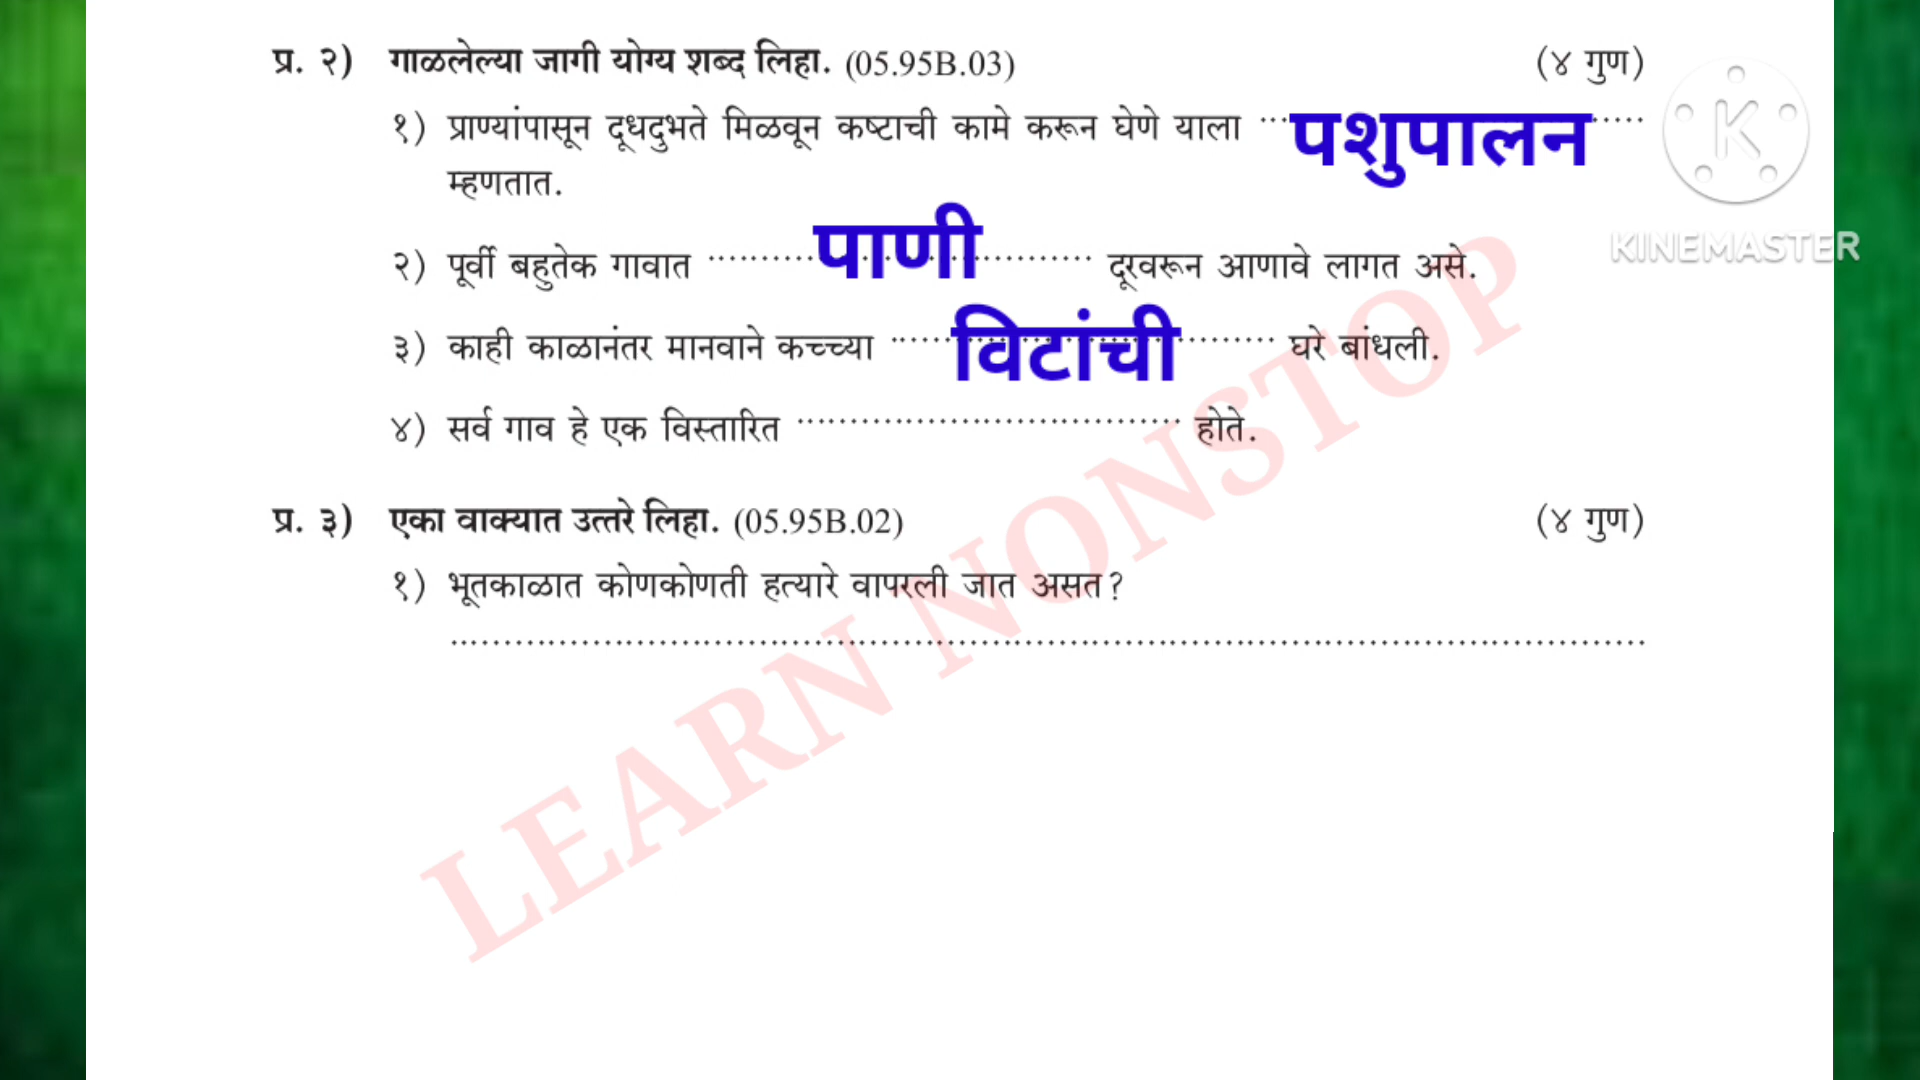 प्र. २) गाळलेल्या जागी योग्य शब्द लिहा. (05.95B.03) (४ गुण)
१) प्राण्यांपासून दूधदुभते मिळवून कष्टाची कामे करून घेणे याला पशुपालन
म्हणतात.
२) पूर्वी बहुतेक गावात पाणी दूरवरून आणावे लागत असे.
३) काही काळानंतर मानवाने कच्च्या विटांची घरे बांधली.
४) सर्व गाव हे एक विस्तारित .................................... होते.
प्र. ३) एका वाक्यात उत्तरे लिहा. (05.95B.02) (४ गुण)
१) भूतकाळात कोणकोणती हत्यारे वापरली जात असत?
LEARN NONSTOP
K
KINEMASTER